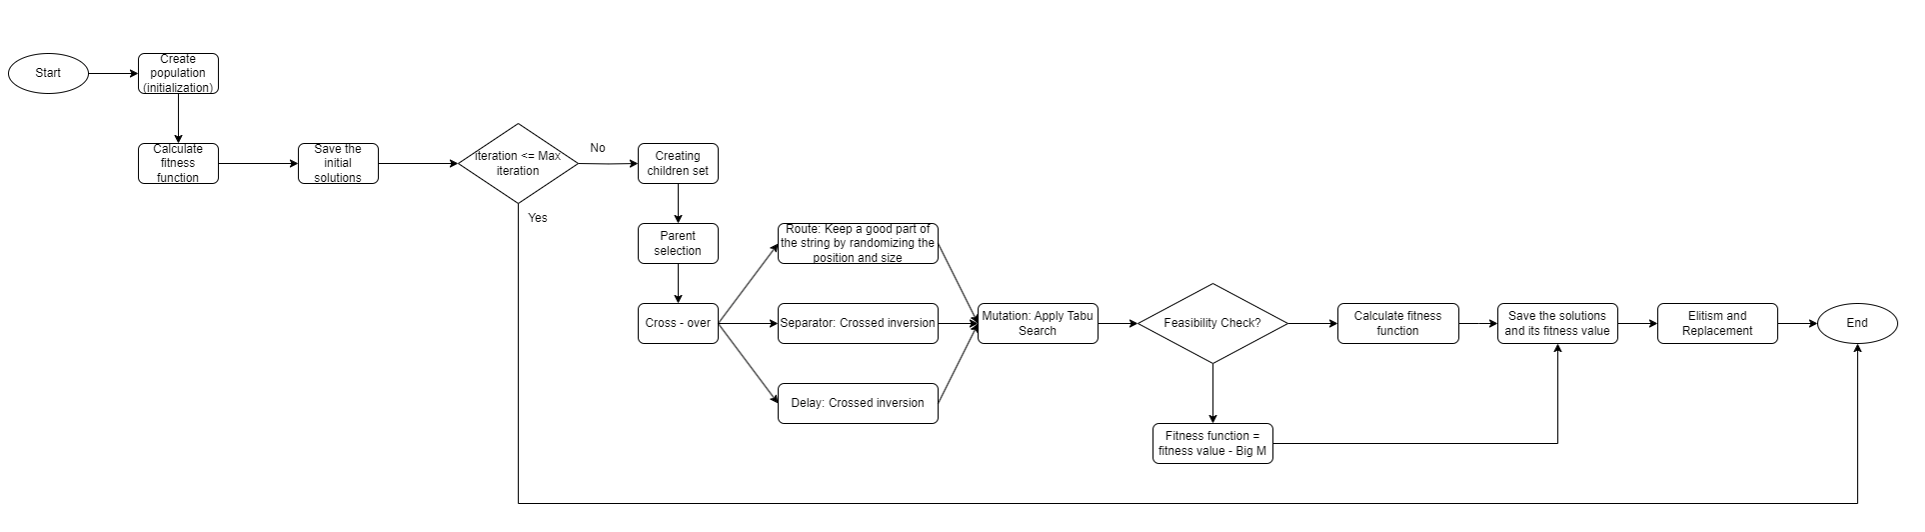 Start
Create
population
(initialization)
Calculate
fitness
function
Save the
initial
solutions
iteration <= Max
iteration
No
Yes
Creating
children set
Parent
selection
Cross - over
Route: Keep a good part of
the string by randomizing the
position and size
Separator: Crossed inversion
Delay: Crossed inversion
Mutation: Apply Tabu
Search
Feasibility Check?
Fitness function =
fitness value - Big M
Calculate fitness
function
Save the solutions
and its fitness value
Elitism and
Replacement
End